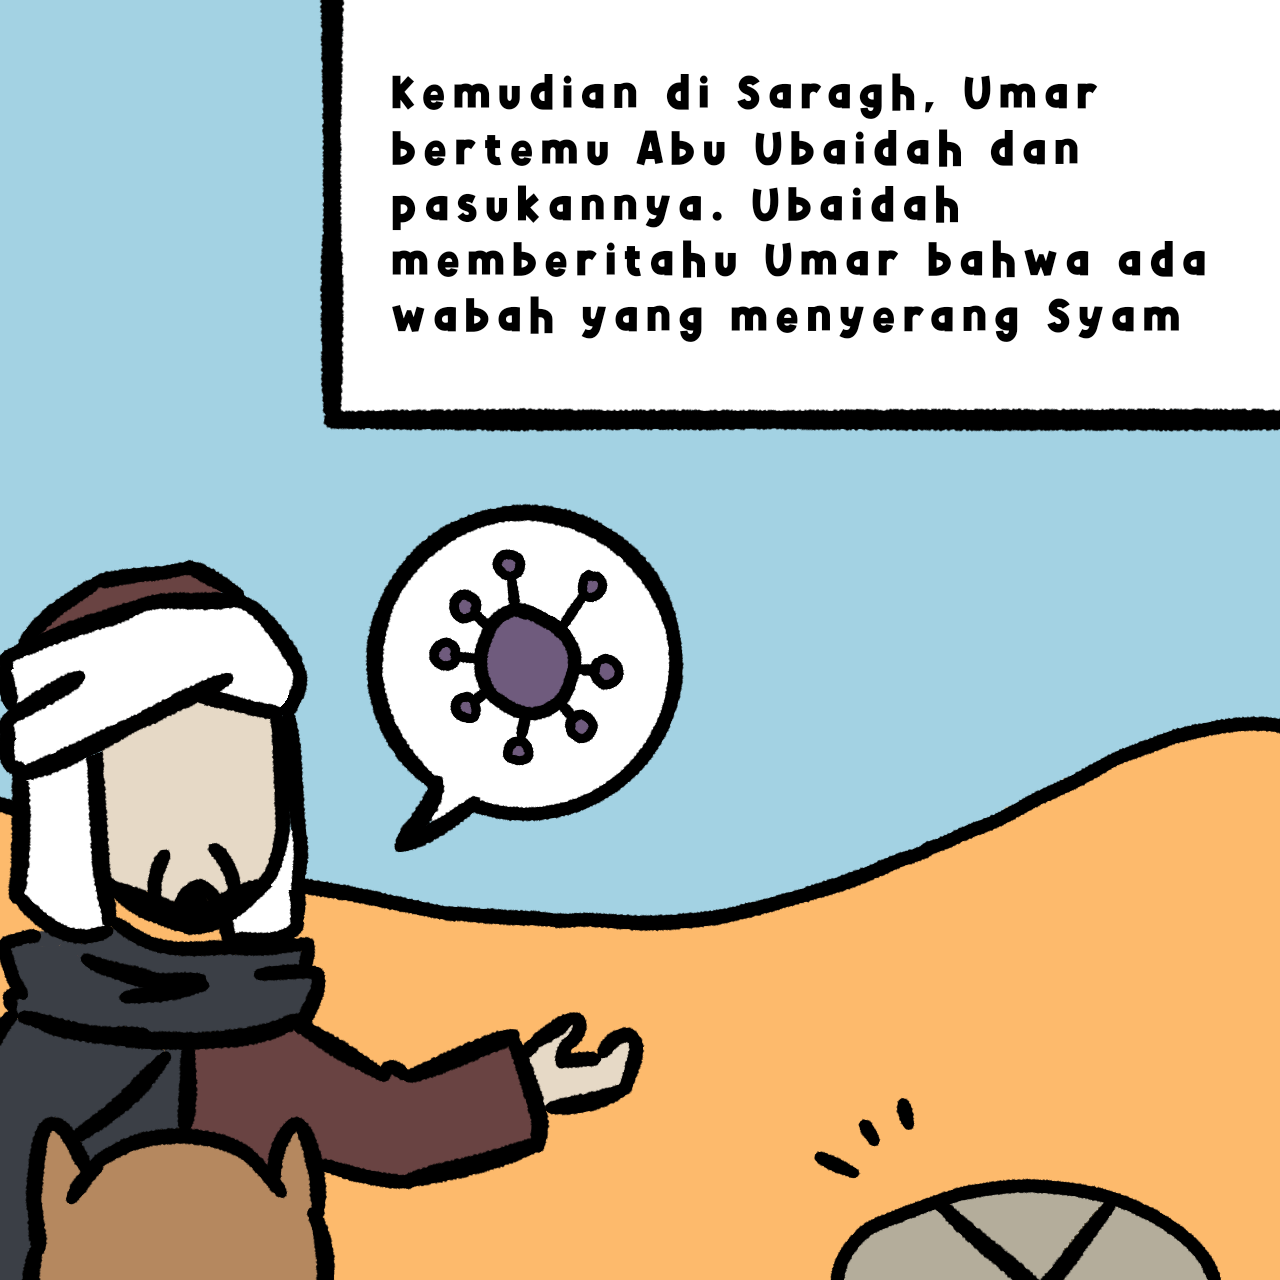 Kemudian di Saragh, Umar
bertemu Abu Ubaidah dan
pasukannya. Ubaidah
memberitahu Umar bahwa ada
wabah yang menyerang Syam